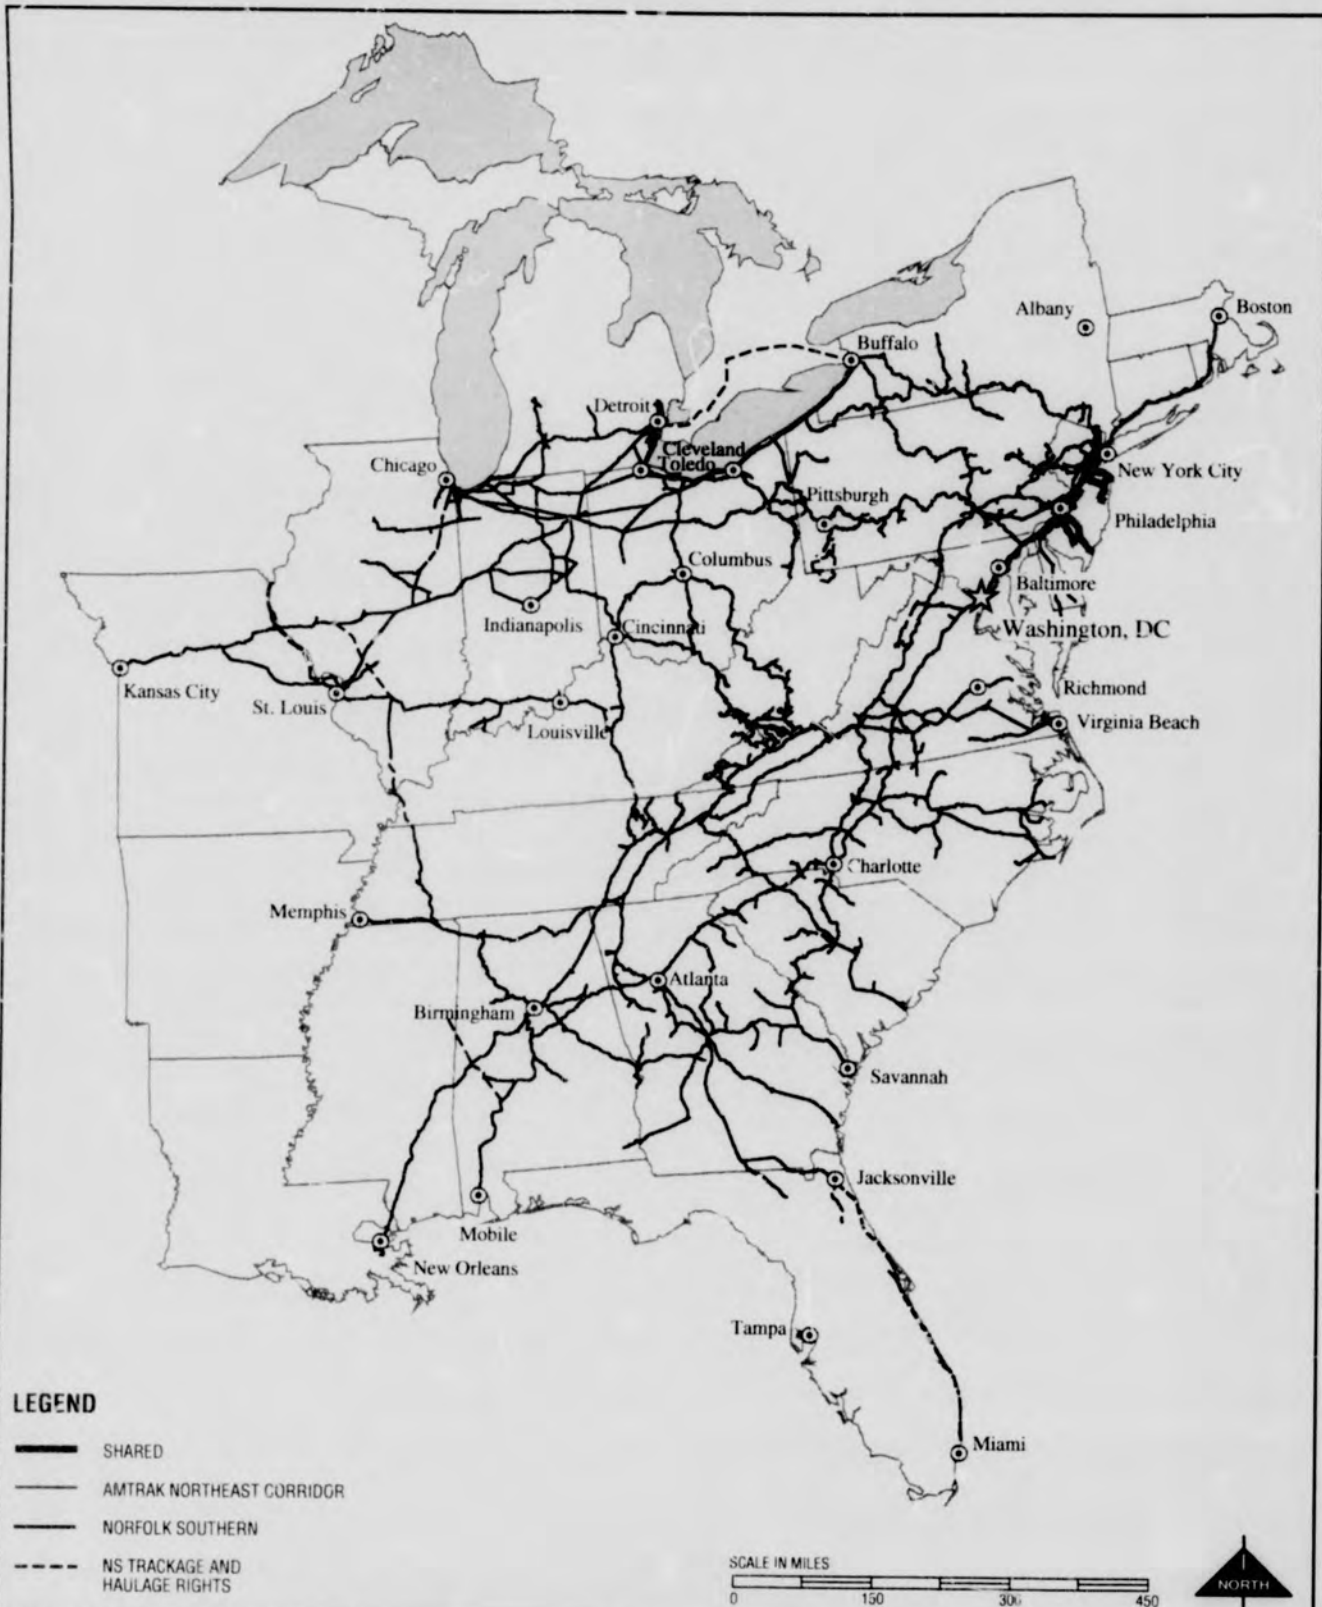 Albany
Boston
Buffalo
Detroit
Cleveland
Toledo
Chicago
New York City
Pittsburgh
Philadelphia
Columbus
Baltimore
Indianapolis
Cincinnati
Washington, DC
Kansas City
St. Louis
Richmond
Louisville
Virginia Beach
Charlotte
Memphis
Atlanta
Birmingham
Savannah
Jacksonville
Mobile
New Orleans
Tampa
Miami
LEGEND
SHARED
AMTRAK NORTHEAST CORRIDOR
NORFOLK SOUTHERN
NS TRACKAGE AND
HAULAGE RIGHTS
SCALE IN MILES
0 150 300 450
NORTH